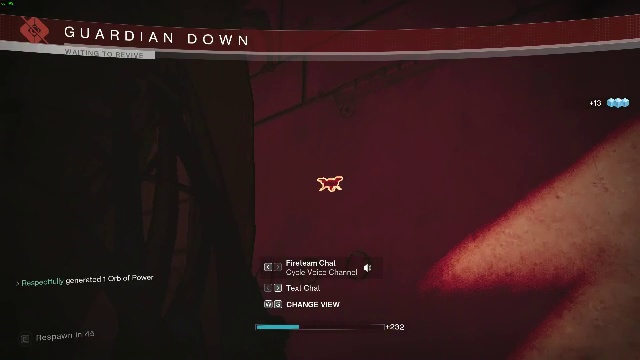 GUARDIAN DOWN
WAITING TO REVIVE
+13
Fireteam Chat
Cycle Voice Channel
Text Chat
CHANGE VIEW
> Respectfully generated 1 Orb of Power
+232
Respawn in 46